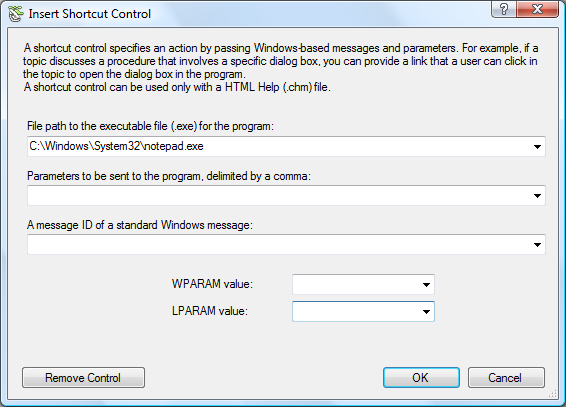 Insert Shortcut Control
A shortcut control specifies an action by passing Windows-based messages and parameters. For example, if a
topic discusses a procedure that involves a specific dialog box, you can provide a link that a user can click in
the topic to open the dialog box in the program.
A shortcut control can be used only with a HTML Help (.chm) file.
File path to the executable file (.exe) for the program:
C:\Windows\System32\notepad.exe
Parameters to be sent to the program, delimited by a comma:
A message ID of a standard Windows message:
WPARAM value:
LPARAM value:
Remove Control
OK
Cancel